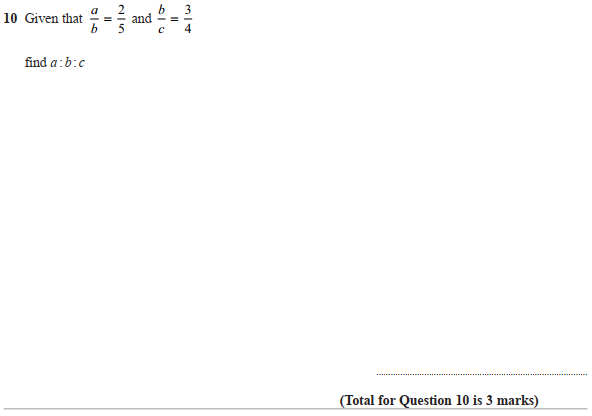 10 Given that a/b = 2/5 and b/c = 3/4
find a : b : c
(Total for Question 10 is 3 marks)